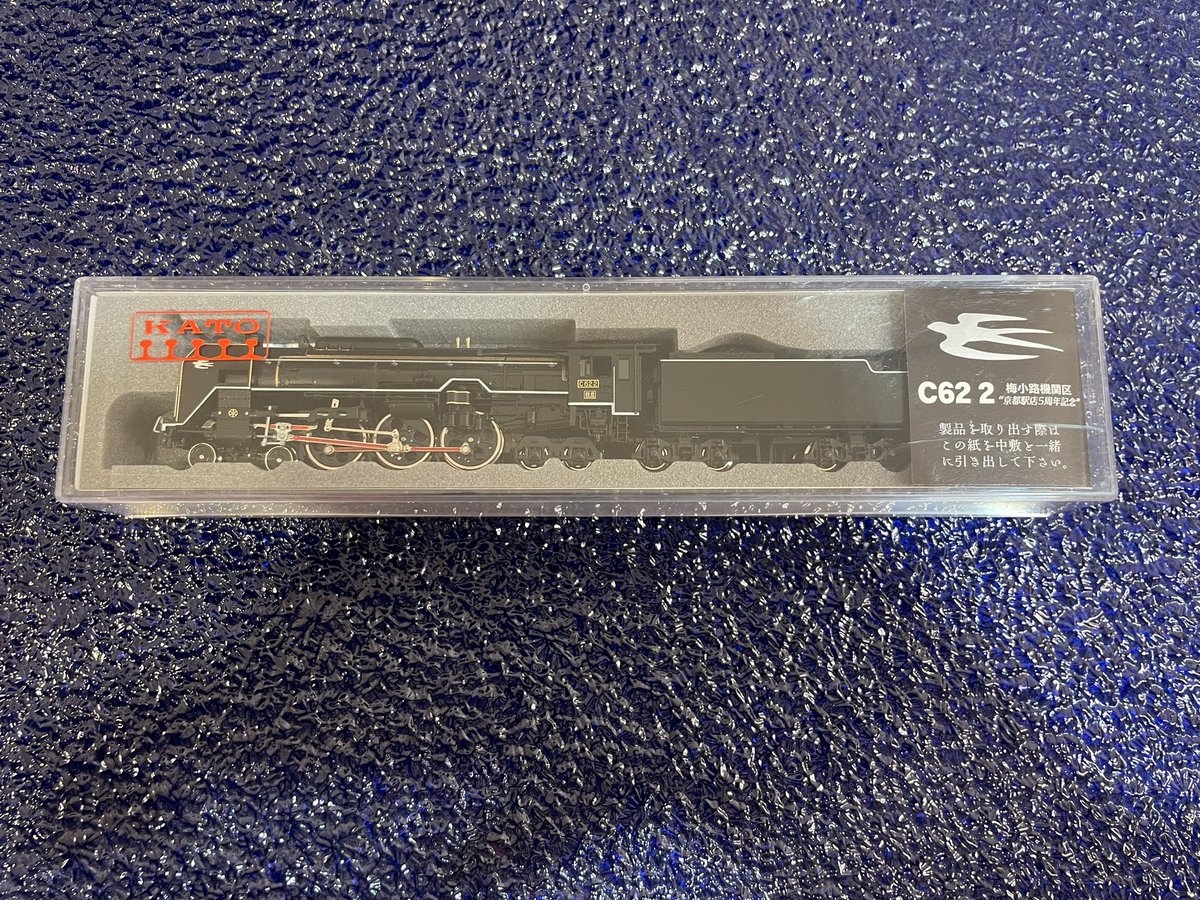 KATO
C62 2
C62 2
梅小路機関区
"京都駅店5周年記念"
製品を取り出す際は
この紙を中敷と一緒
に引き出して下さい。